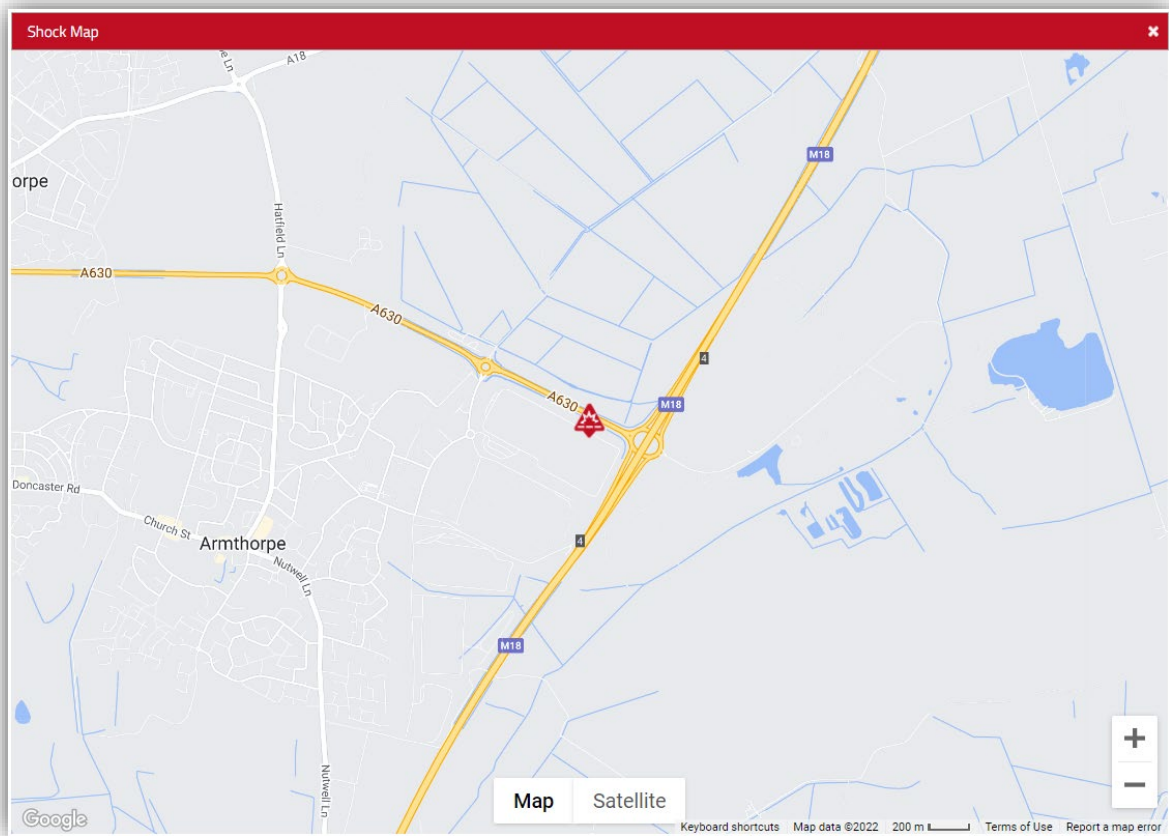 Shock Map
A18
e Ln
M18
orpe
Hatfield Ln
A630
A630
4
A630
M18
Doncaster Rd
Church St
4
Armthorpe
Nutwell Ln
M18
Nutwell Ln
Map Satellite
Google
Keyboard shortcuts Map data ©2022 200 m Terms of Use Report a map error